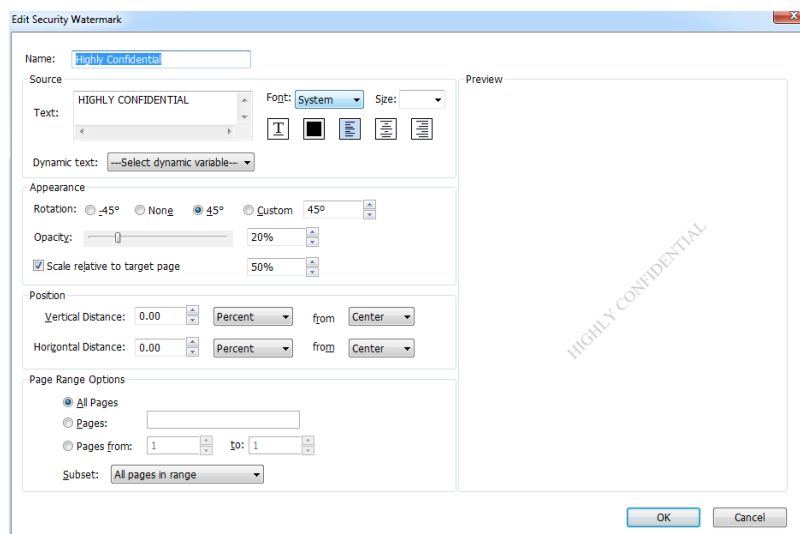 Edit Security Watermark
Name: Highly Confidential
Source
Text: HIGHLY CONFIDENTIAL
Font: System Size:
T
Dynamic text: ---Select dynamic variable---
Appearance
Rotation: -45° None 45° Custom 45º
Opacity: 20%
Scale relative to target page 50%
Position
Vertical Distance: 0.00 Percent from Center
Horizontal Distance: 0.00 Percent from Center
Page Range Options
All Pages
Pages:
Pages from: 1 to: 1
Subset: All pages in range
Preview
HIGHLY CONFIDENTIAL
OK Cancel